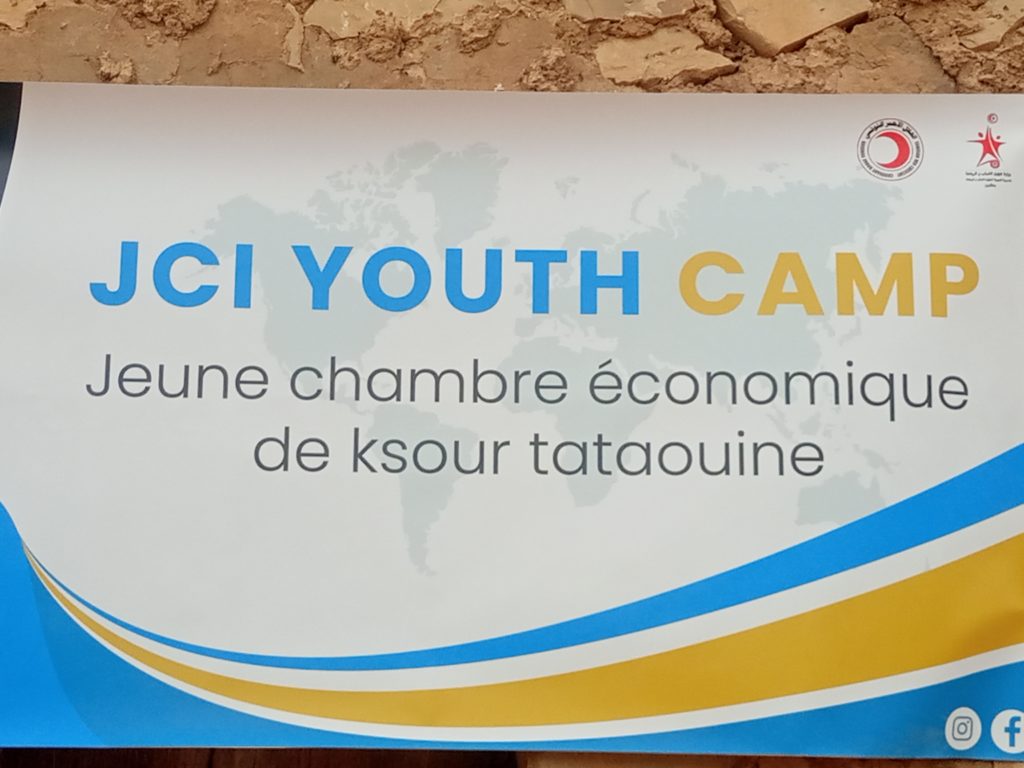 JCI YOUTH CAMP
Jeune chambre économique
de ksour tataouine